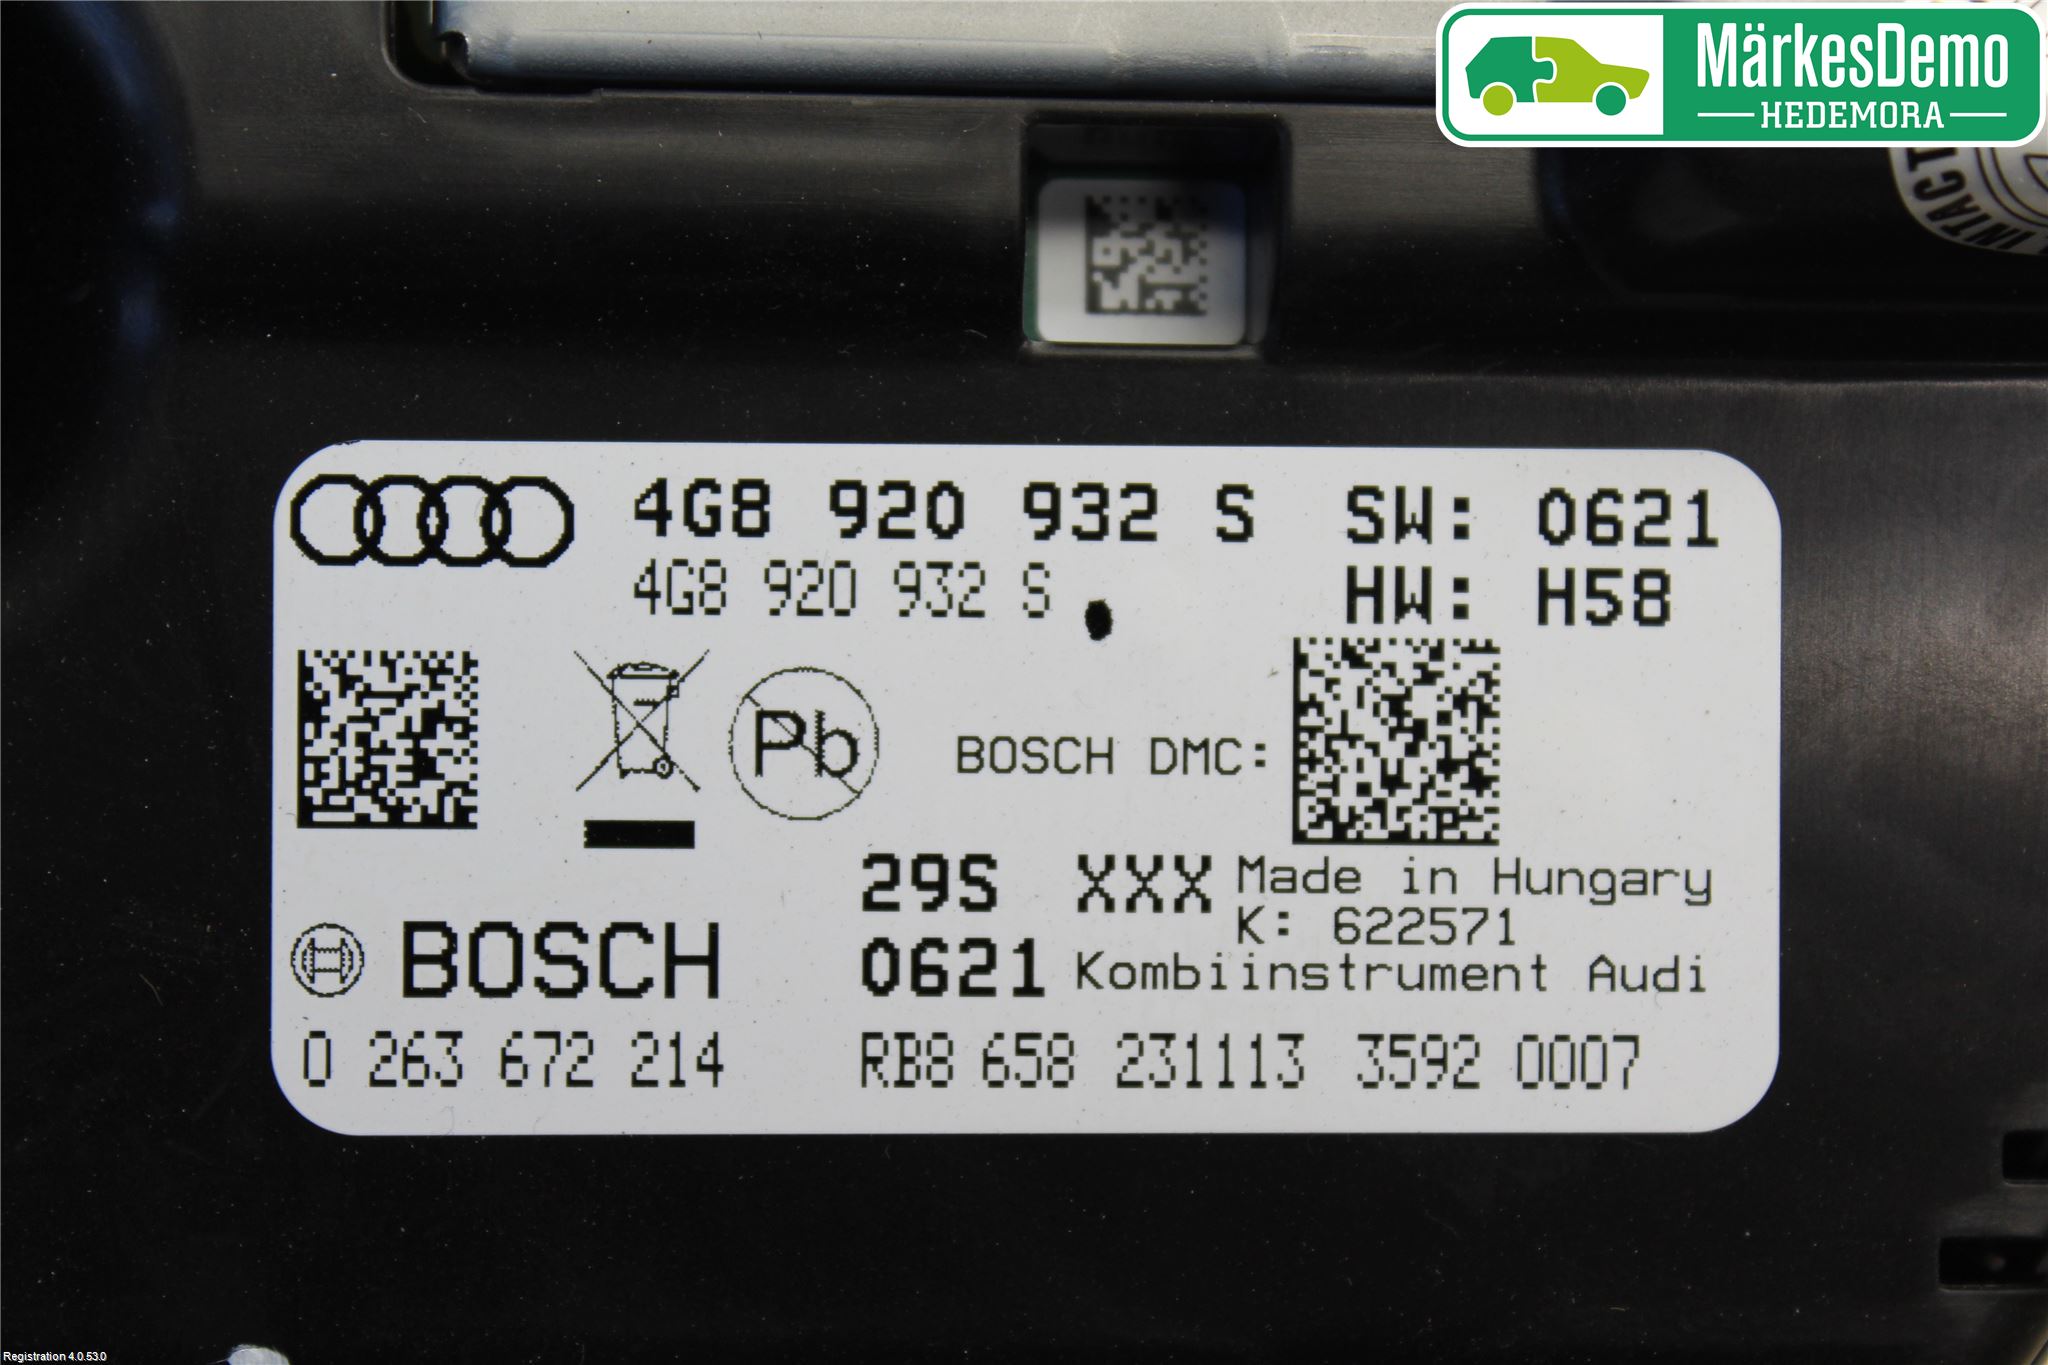 MärkesDemo
HEDEMORA
INTACT
4G8 920 932 S SW: 0621
4G8 920 932 S HW: H58
Pb
BOSCH DMC:
29S XXX Made in Hungary
K: 622571
BOSCH 0621 Kombiinstrument Audi
0 263 672 214 RB8 658 231113 3592 0007
Registration 4.0.53.0